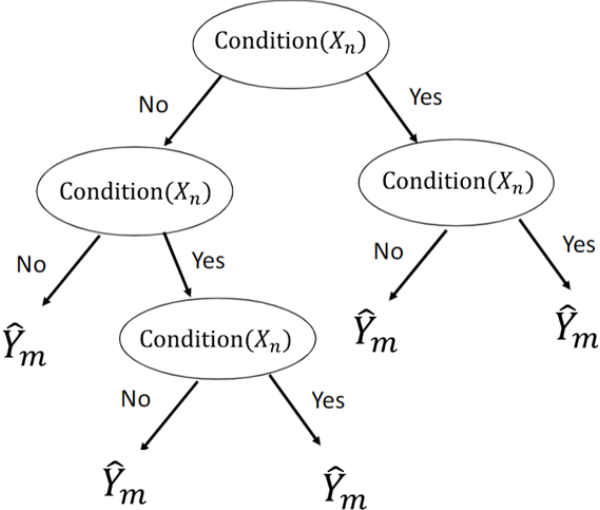 Condition(Xₙ)
No
Yes
Condition(Xₙ)
Condition(Xₙ)
No
Yes
No
Yes
Ŷₘ
Condition(Xₙ)
Ŷₘ
Ŷₘ
No
Yes
Ŷₘ
Ŷₘ